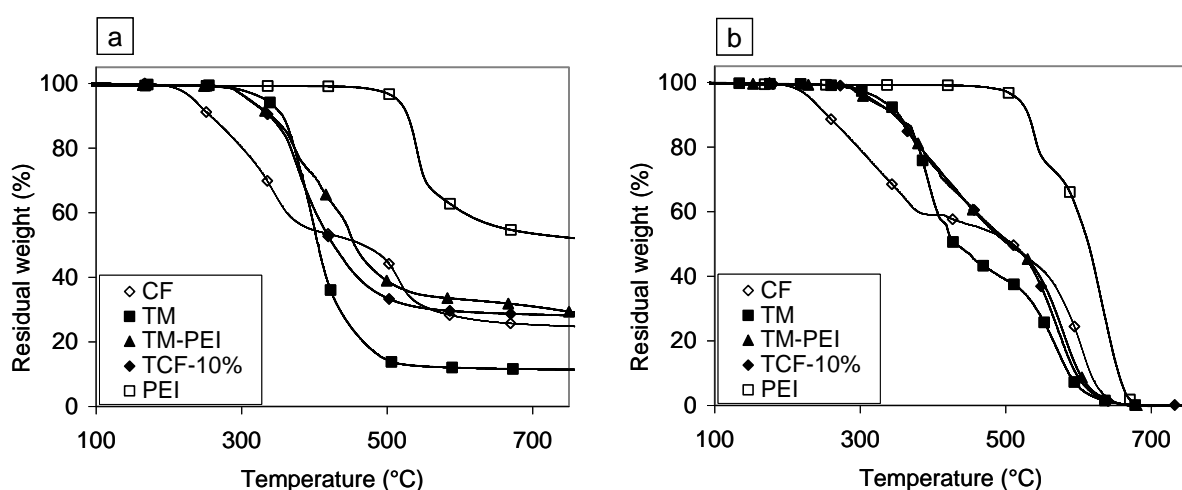 a
Residual weight (%)
100
80
60
40
20
0
CF
TM
TM-PEI
TCF-10%
PEI
100
300
500
700
Temperature (°C)
b
Residual weight (%)
100
80
60
40
20
0
CF
TM
TM-PEI
TCF-10%
PEI
100
300
500
700
Temperature (°C)